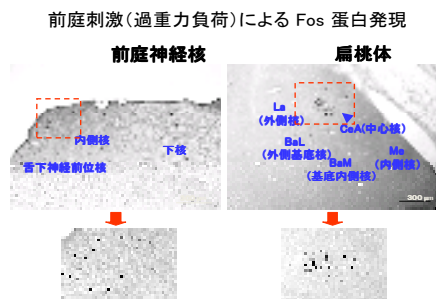 前庭刺激(過重力負荷)による Fos 蛋白発現
前庭神経核
扁桃体
内側核
下核
舌下神経前位核
La
(外側核)
CeA(中心核)
BaL
(外側基底核)
BaM
(基底内側核)
Me
(内側核)
300 μm